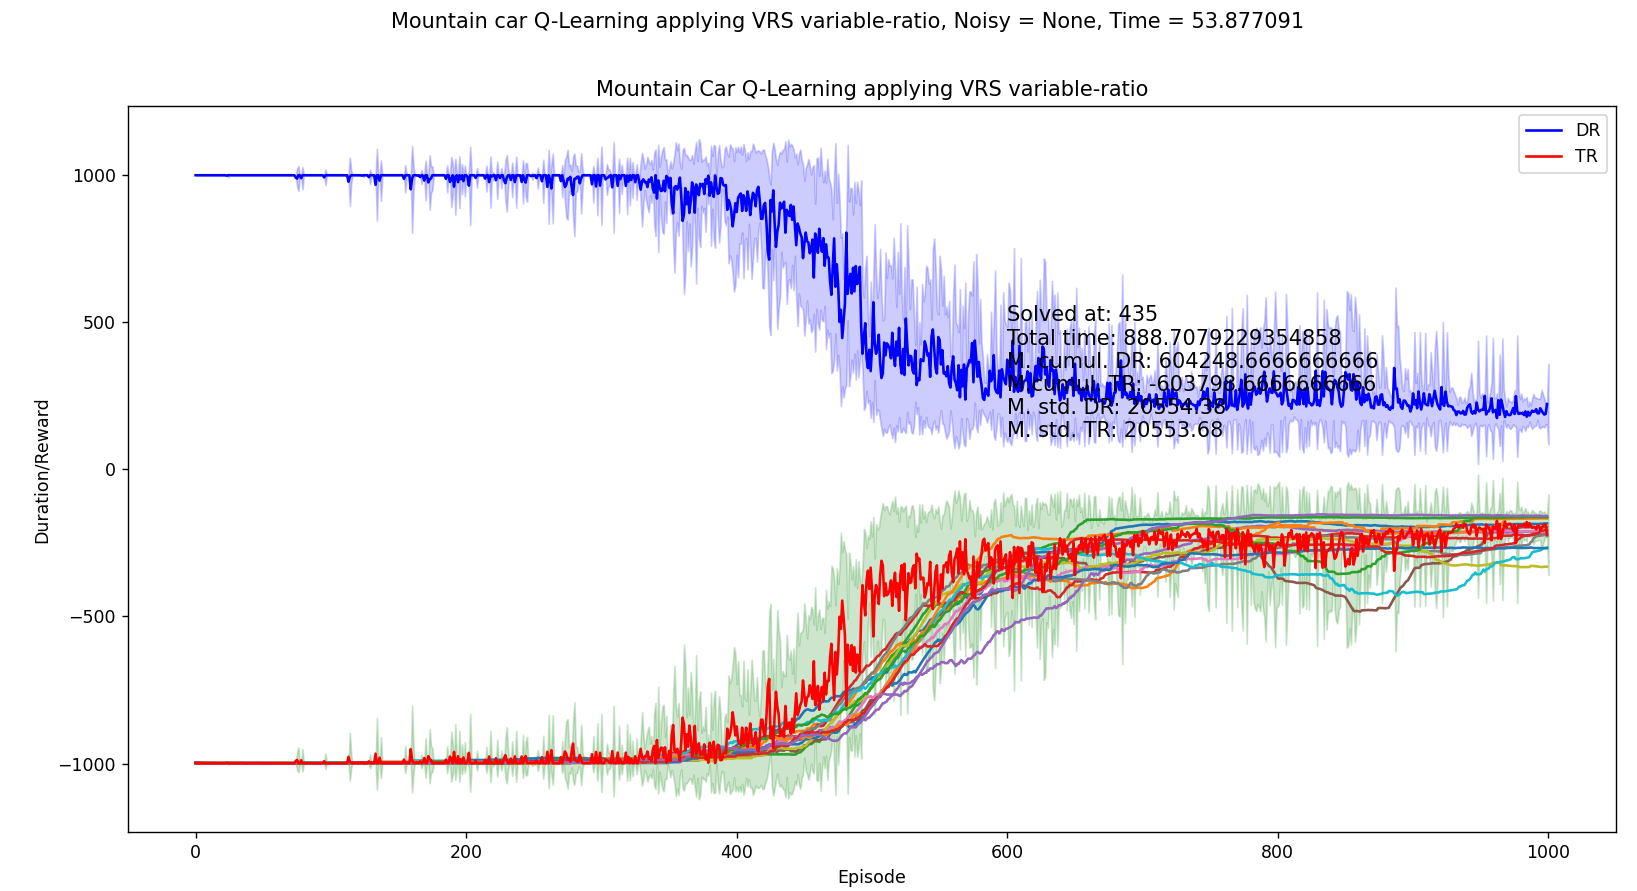 Mountain car Q-Learning applying VRS variable-ratio, Noisy = None, Time = 53.877091
Mountain Car Q-Learning applying VRS variable-ratio
DR
TR
1000
500
0
−500
−1000
Duration/Reward
Solved at: 435
Total time: 888.7079229354858
M. cumul. DR: 604248.6666666666
M.cumul. TR: -603798.6666666666
M. std. DR: 20554.38
M. std. TR: 20553.68
0 200 400 600 800 1000
Episode